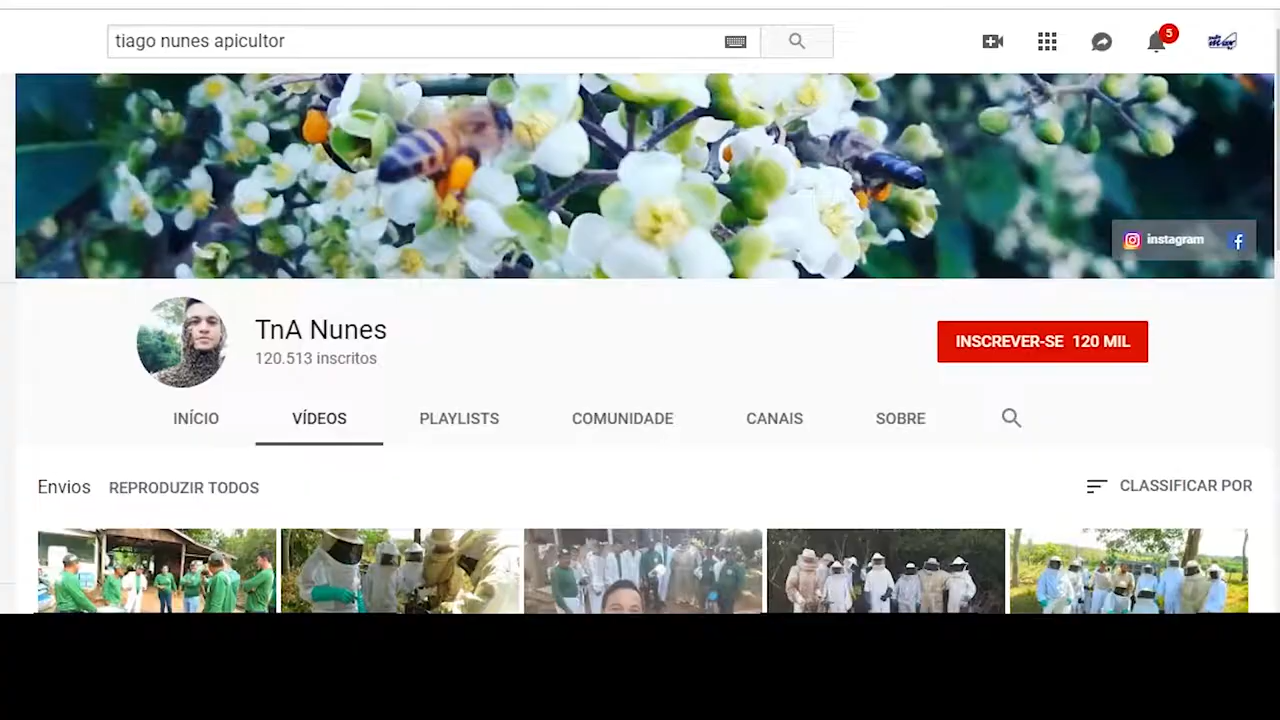 tiago nunes apicultor
5
instagram
TnA Nunes
120.513 inscritos
INSCREVER-SE 120 MIL
INÍCIO VÍDEOS PLAYLISTS COMUNIDADE CANAIS SOBRE
Envios REPRODUZIR TODOS CLASSIFICAR POR